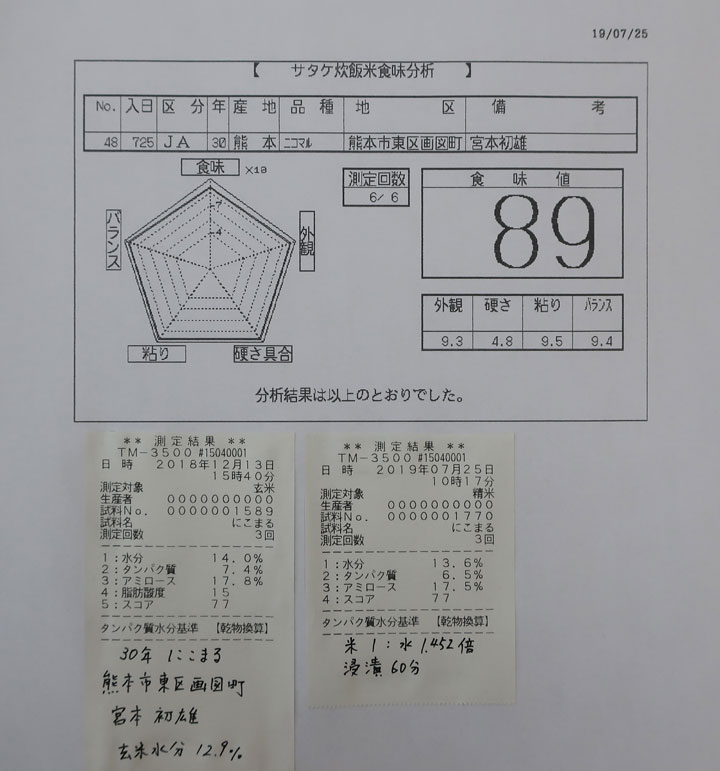 19/07/25
【 サタケ炊飯米食味分析 】
No. 入日 区分 年 産地 品種 地区 備考
48 725 JA 30 熊本 ニコマル 熊本市東区画図町 宮本初雄
食味 ×10
7
4
バランス
外観
粘り
硬さ具合
測定回数
6/ 6
食味値
89
外観 硬さ 粘り バランス
9.3 4.8 9.5 9.4
分析結果は以上のとおりでした。
** 測定結果 **
TM-3500 #15040001
日時 2018年12月13日
15時40分
測定対象 玄米
生産者 0000000000
試料No. 0000001589
試料名 にこまる
測定回数 3回
1:水分 14.0%
2:タンパク質 7.4%
3:アミロース 17.8%
4:脂肪酸度 15
5:スコア 77
タンパク質水分基準 【乾物換算】
30年 にこまる
熊本市東区画図町
宮本 初雄
玄米水分 12.9%
** 測定結果 **
TM-3500 #15040001
日時 2019年07月25日
10時17分
測定対象 精米
生産者 0000000000
試料No. 0000001770
試料名 にこまる
測定回数 3回
1:水分 13.6%
2:タンパク質 6.5%
3:アミロース 17.5%
4:スコア 77
タンパク質水分基準 【乾物換算】
米 1:水 1.452倍
浸漬 60分